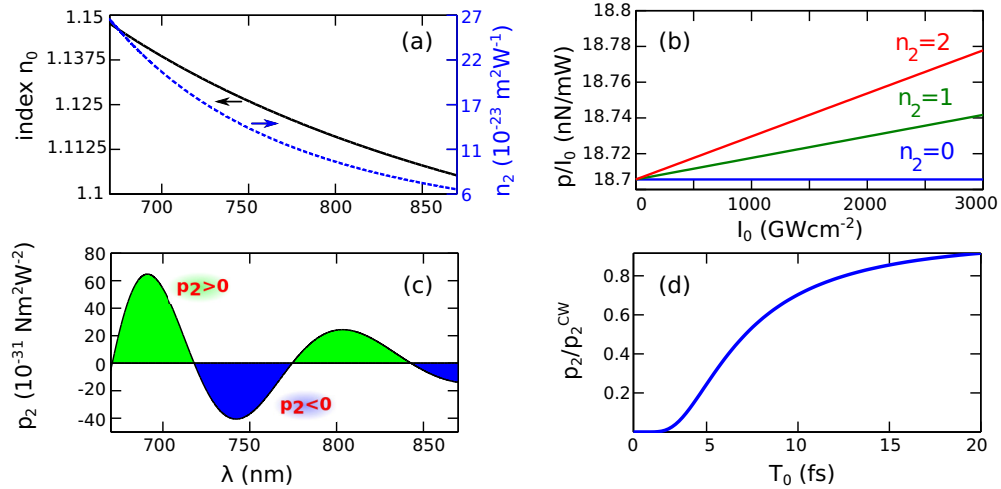 (a)
1.15
1.1375
1.125
1.1125
1.1
index n0
27
22
17
11
6
n2 (10-23 m2W-1)
700
750
800
850
(b)
18.8
18.78
18.76
18.74
18.72
18.7
p/I0 (nN/mW)
n2=2
n2=1
n2=0
0
1000
2000
3000
I0 (GWcm-2)
(c)
80
60
40
20
0
-20
-40
p2 (10-31 Nm2W-2)
p2>0
p2<0
700
750
800
850
λ (nm)
(d)
0.8
0.6
0.4
0.2
p2/p2CW
0
5
10
15
20
T0 (fs)